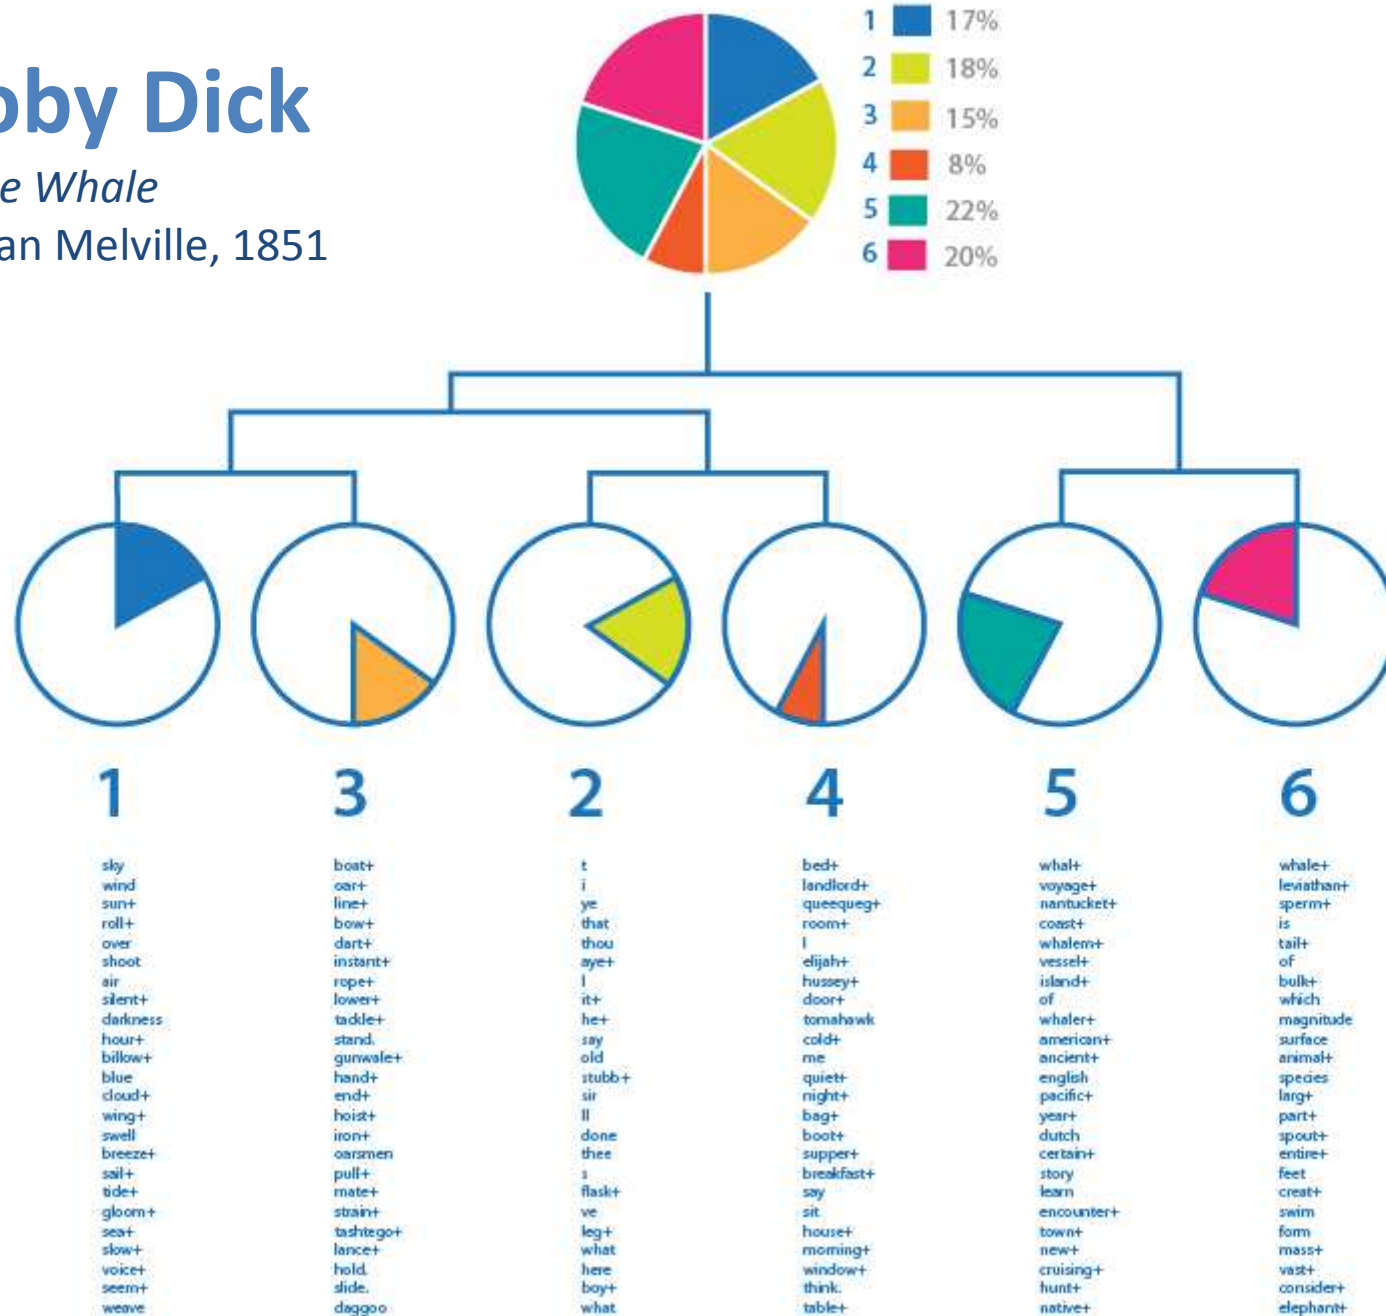 oby Dick
e Whale
an Melville, 1851
1 17%
2 18%
3 15%
4 8%
5 22%
6 20%
1
3
2
4
5
6
sky
wind
sun+
roll+
over
shoot
air
silent+
darkness
hour+
billow+
blue
cloud+
wing+
swell
breeze+
sail+
tide+
gloom+
sea+
slow+
voice+
seem+
weave
boat+
oar+
line+
bow+
dart+
instant+
rope+
lower+
tackle+
stand.
gunwale+
hand+
end+
hoist+
iron+
oarsmen
pull+
mate+
strain+
tashtego+
lance+
hold.
slide.
daggoo
t
i
ye
that
thou
aye+
I
it+
he+
say
old
stubb+
sir
ll
done
thee
s
flask+
ve
leg+
what
here
boy+
what
bed+
landlord+
queequeg+
room+
I
elijah+
hussey+
door+
tomahawk
cold+
me
quiet+
night+
bag+
boot+
supper+
breakfast+
say
sit
house+
morning+
window+
think.
table+
whal+
voyage+
nantucket+
coast+
whalem+
vessel+
island+
of
whaler+
american+
ancient+
english
pacific+
year+
dutch
certain+
story
learn
encounter+
town+
new+
cruising+
hunt+
native+
whale+
leviathan+
sperm+
is
tail+
of
bulk+
which
magnitude
surface
animal+
species
larg+
part+
spout+
entire+
feet
creat+
swim
form
mass+
vast+
consider+
elephant+